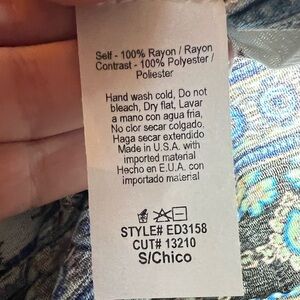 Self - 100% Rayon / Rayon
Contrast - 100% Polyester /
Poliester
Hand wash cold, Do not
bleach, Dry flat, Lavar
a mano con agua fria,
No clor secar colgado.
Haga secar extendido
Made in U.S.A. with
imported material
Hecho en E.U.A. con
importado material
STYLE# ED3158
CUT# 13210
S/Chico